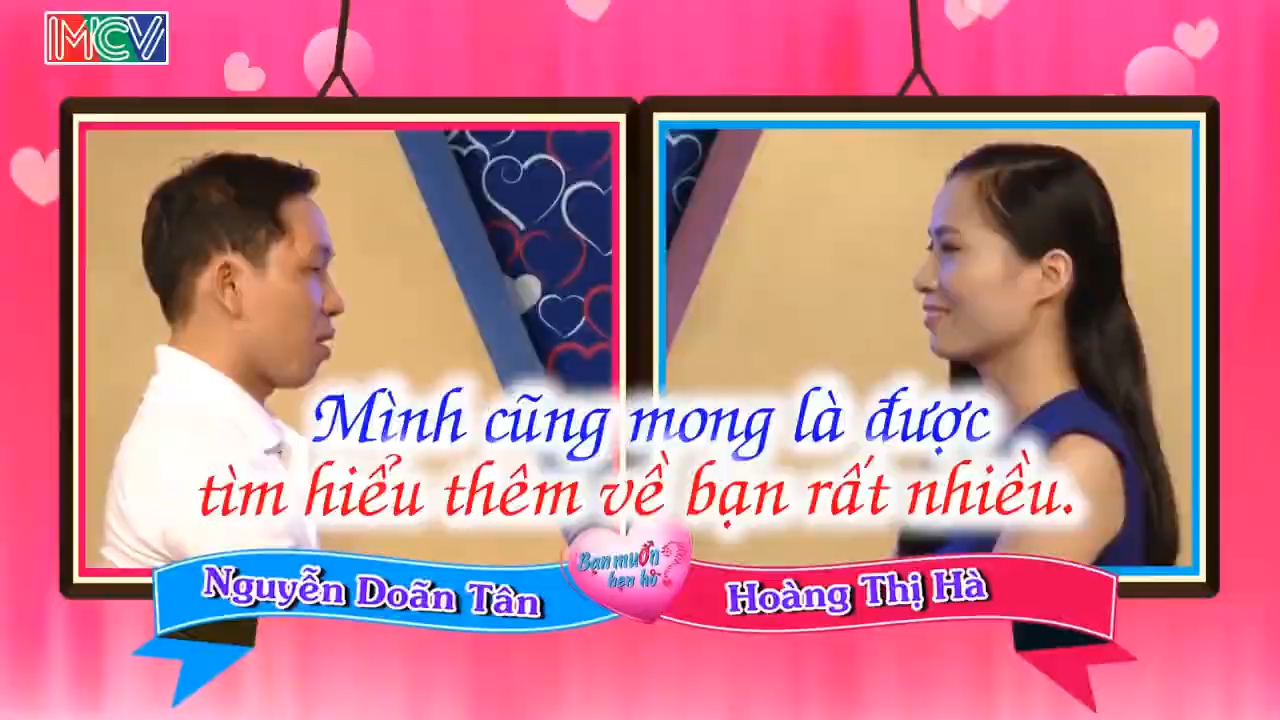 MCV
Mình cũng mong là được
tìm hiểu thêm về bạn rất nhiều.
Bạn muốn
hẹn hò
Nguyễn Doãn Tân
Hoàng Thị Hà